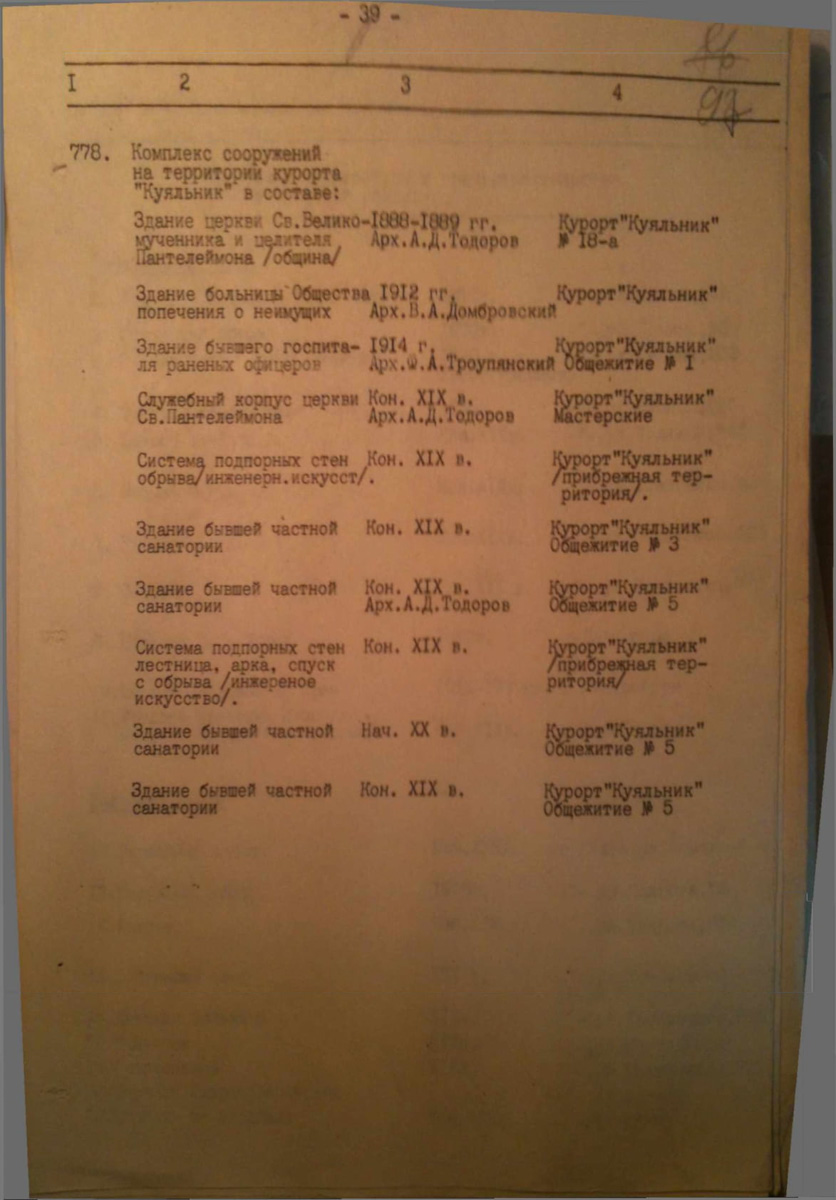 - 39 -
I 2 3 4
97
778. Комплекс сооружений
на территории курорта
"Куяльник" в составе:
Здание церкви Св.Велико- 1888-1889 гг. Курорт"Куяльник"
мученника и целителя Арх.А.Д.Тодоров № 18-а
Пантелеймона /община/
Здание больницы Общества 1912 гг. Курорт"Куяльник"
попечения о неимущих Арх.В.А.Домбровский
Здание бывшего госпита- 1914 г. Курорт"Куяльник"
ля раненых офицеров Арх.Ф.А.Троупянский Общежитие № I
Служебный корпус церкви Кон. XIX в. Курорт"Куяльник"
Св.Пантелеймона Арх.А.Д.Тодоров Мастерские
Система подпорных стен Кон. XIX в. Курорт"Куяльник"
обрыва/инженерн.искусст/. /прибрежная тер-
ритория/.
Здание бывшей частной Кон. XIX в. Курорт"Куяльник"
санатории Общежитие № 3
Здание бывшей частной Кон. XIX в. Курорт"Куяльник"
санатории Арх.А.Д.Тодоров Общежитие № 5
Система подпорных стен Кон. XIX в. Курорт"Куяльник"
лестница, арка, спуск /прибрежная тер-
с обрыва /инжереное ритория/
искусство/.
Здание бывшей частной Нач. XX в. Курорт"Куяльник"
санатории Общежитие № 5
Здание бывшей частной Кон. XIX в. Курорт"Куяльник"
санатории Общежитие № 5